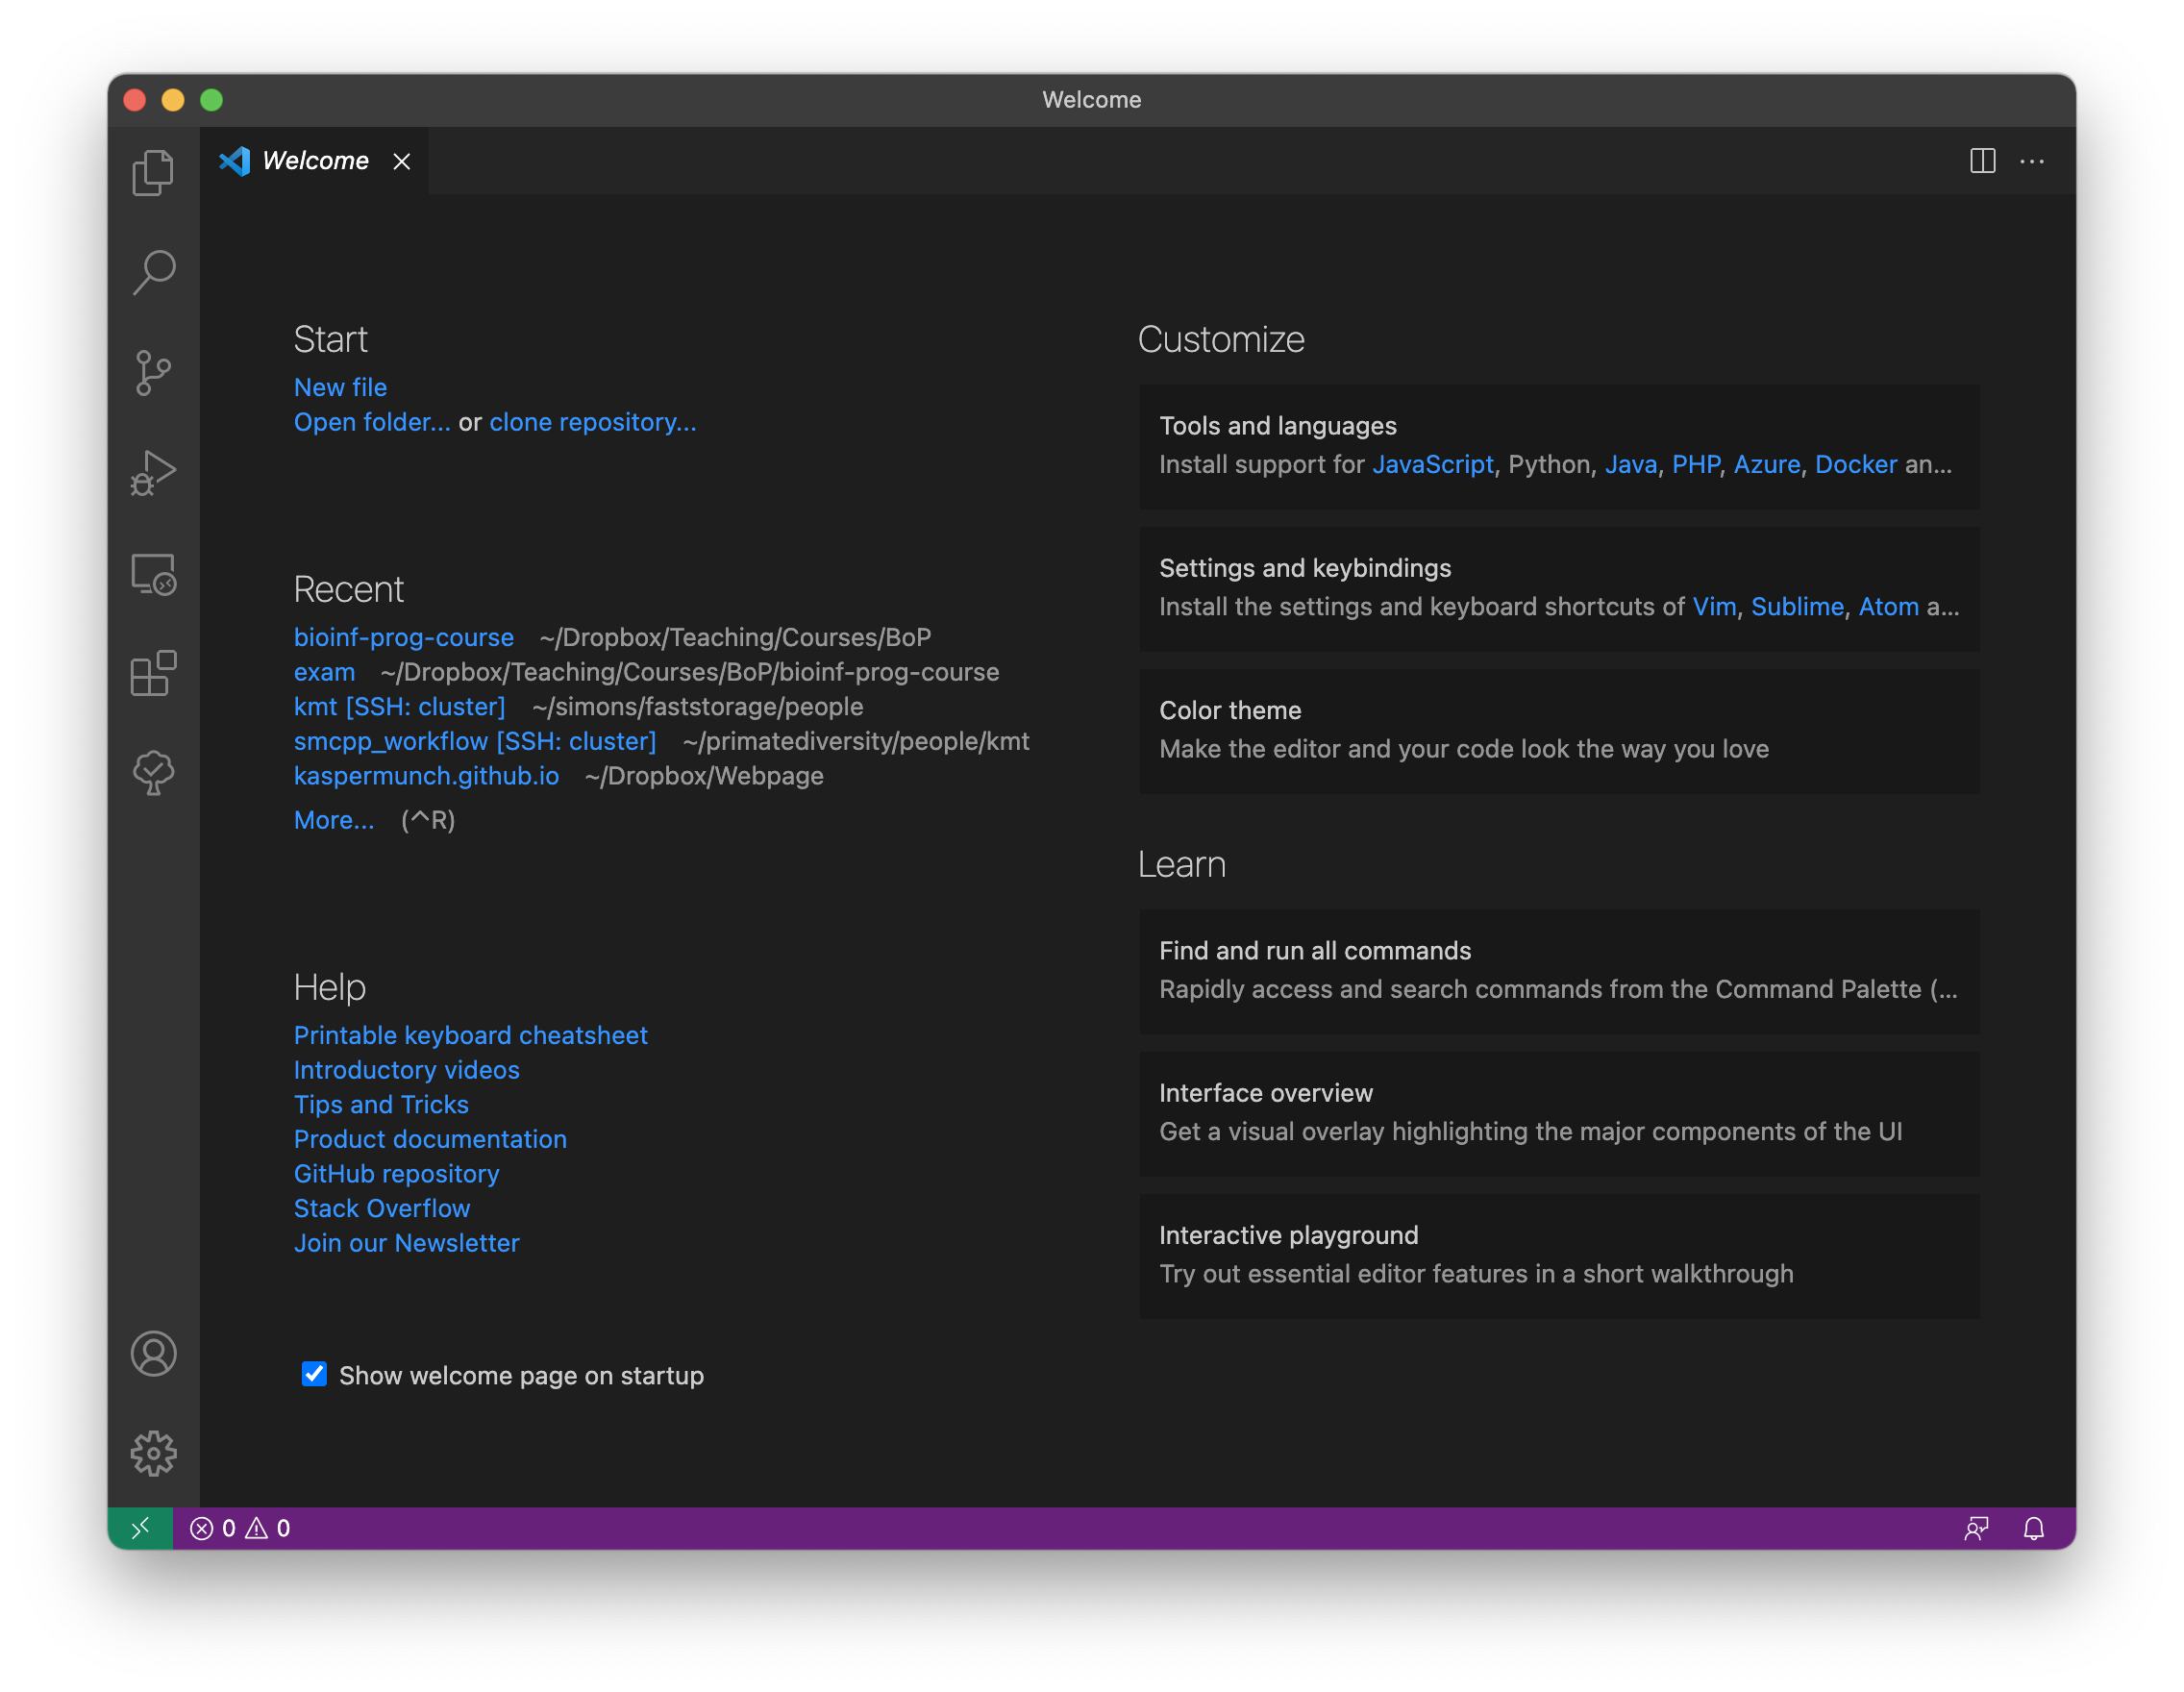 Welcome
Welcome
Start
New file
Open folder... or clone repository...
Recent
bioinf-prog-course ~/Dropbox/Teaching/Courses/BoP
exam ~/Dropbox/Teaching/Courses/BoP/bioinf-prog-course
kmt [SSH: cluster] ~/simons/faststorage/people
smcpp_workflow [SSH: cluster] ~/primatediversity/people/kmt
kaspermunch.github.io ~/Dropbox/Webpage
More... (^R)
Help
Printable keyboard cheatsheet
Introductory videos
Tips and Tricks
Product documentation
GitHub repository
Stack Overflow
Join our Newsletter
Show welcome page on startup
Customize
Tools and languages
Install support for JavaScript, Python, Java, PHP, Azure, Docker an...
Settings and keybindings
Install the settings and keyboard shortcuts of Vim, Sublime, Atom a...
Color theme
Make the editor and your code look the way you love
Learn
Find and run all commands
Rapidly access and search commands from the Command Palette (...
Interface overview
Get a visual overlay highlighting the major components of the UI
Interactive playground
Try out essential editor features in a short walkthrough
0 0